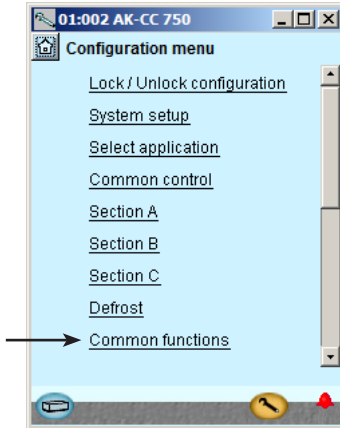 01:002 AK-CC 750
Configuration menu
Lock / Unlock configuration
System setup
Select application
Common control
Section A
Section B
Section C
Defrost
Common functions